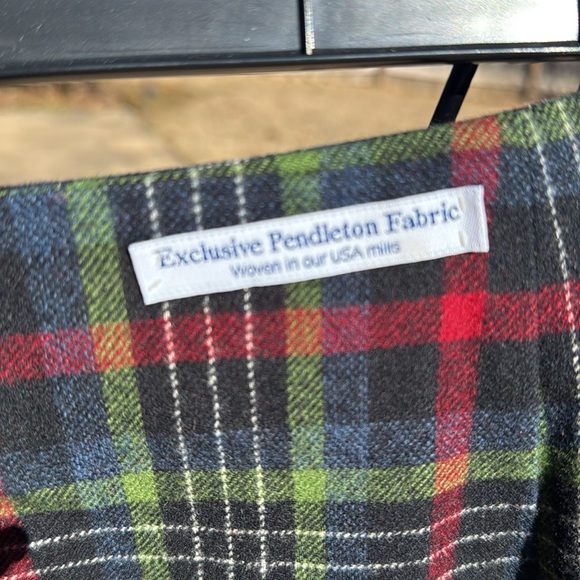 Exclusive Pendleton Fabric
Woven in our USA mills